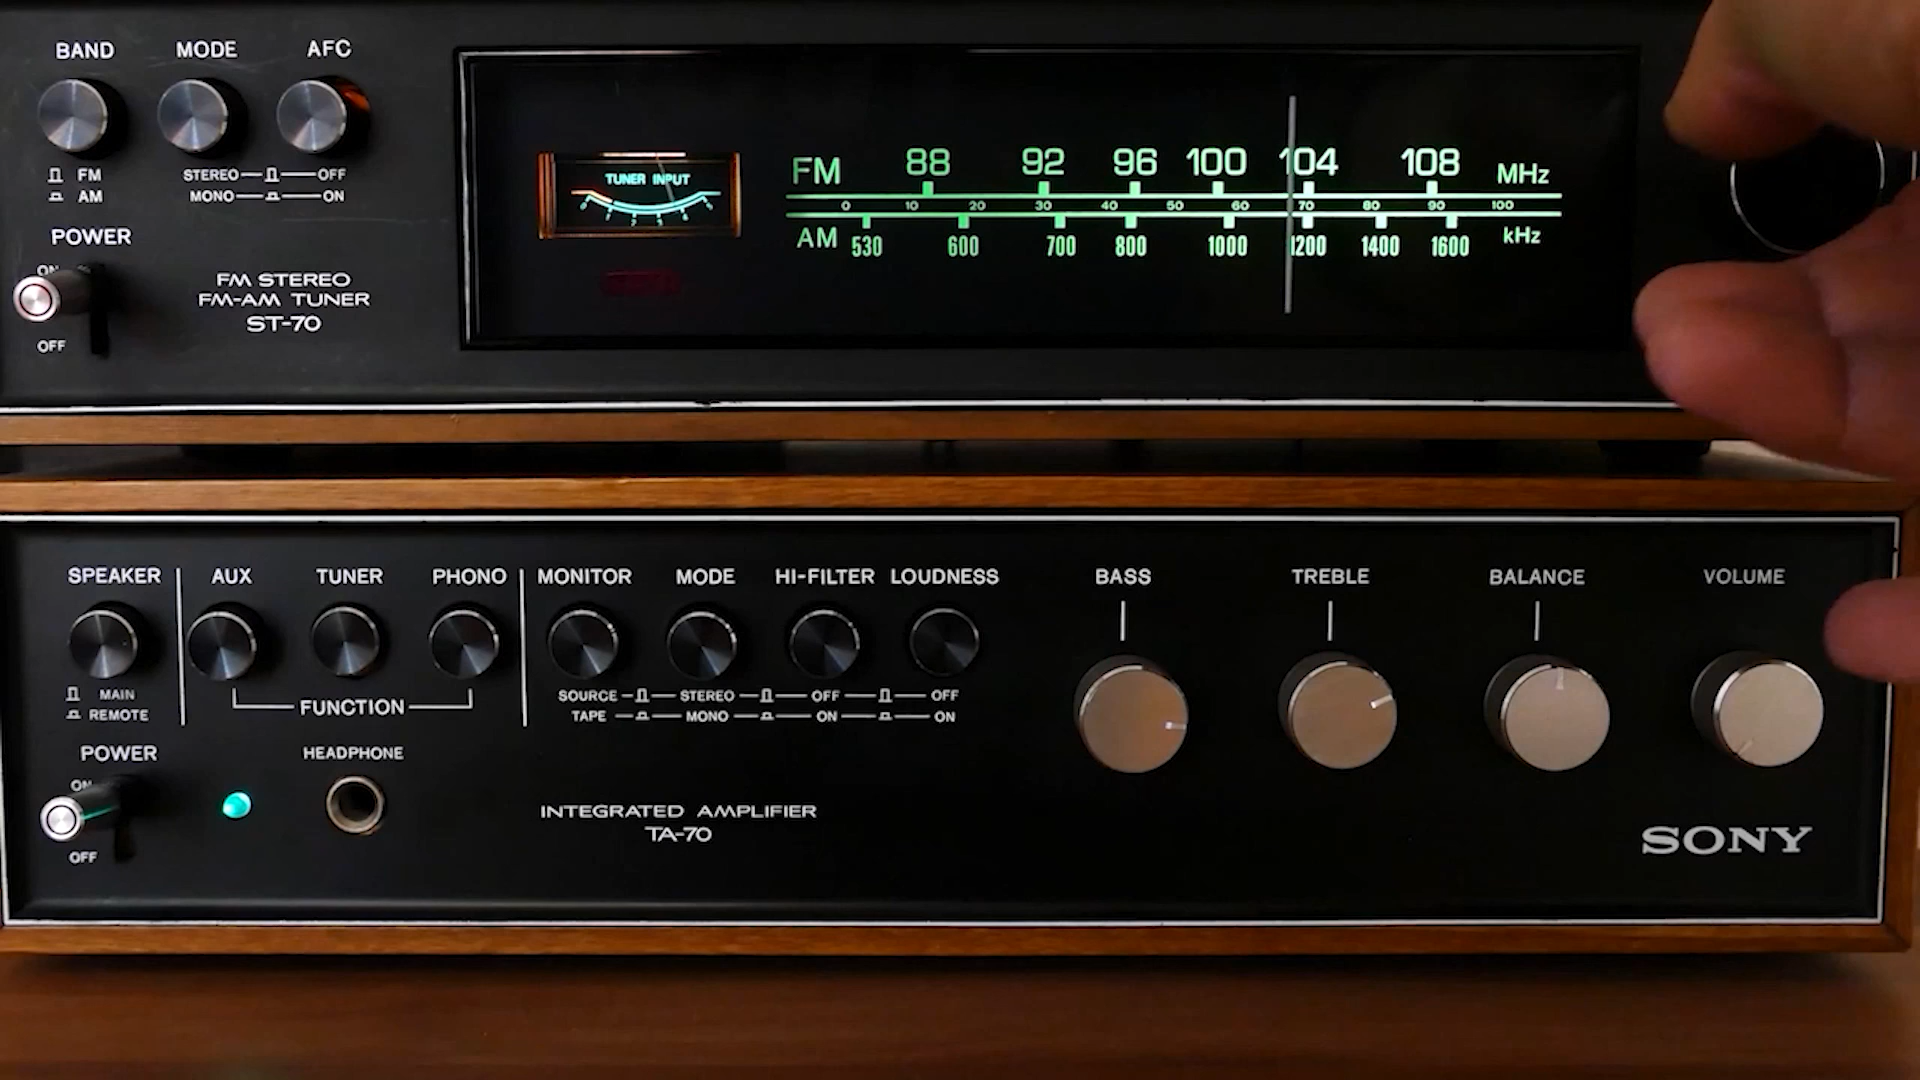 BAND MODE AFC
FM STEREO OFF
AM MONO ON
POWER
ON
OFF
FM STEREO
FM-AM TUNER
ST-70
TUNER INPUT
FM 88 92 96 100 104 108 MHz
0 10 20 30 40 50 60 70 80 90 100
AM 530 600 700 800 1000 1200 1400 1600 kHz
SPEAKER AUX TUNER PHONO MONITOR MODE HI-FILTER LOUDNESS BASS TREBLE BALANCE VOLUME
MAIN
REMOTE
FUNCTION
SOURCE STEREO OFF OFF
TAPE MONO ON ON
POWER
ON
OFF
HEADPHONE
INTEGRATED AMPLIFIER
TA-70
SONY